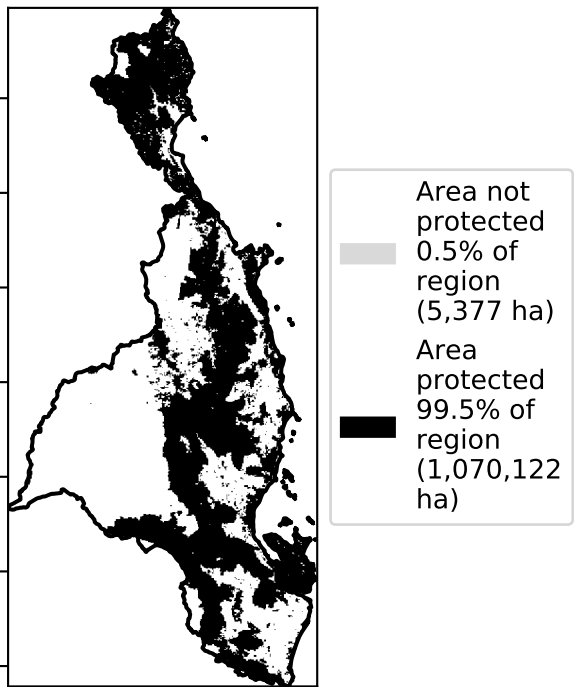 Area not
protected
0.5% of
region
(5,377 ha)
Area
protected
99.5% of
region
(1,070,122
ha)